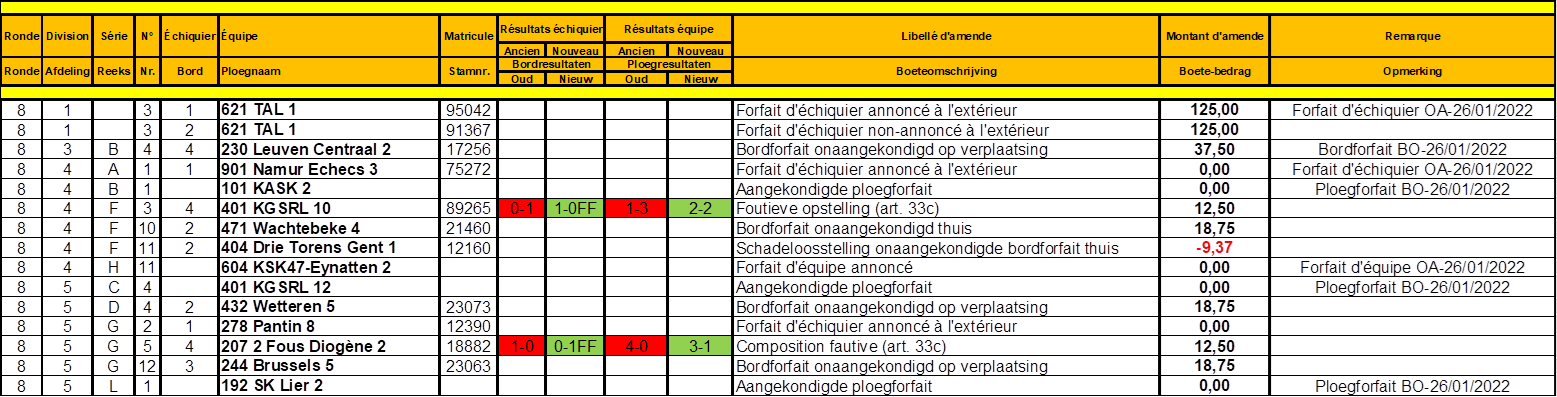 Ronde Division Série N° Échiquier Équipe Matricule Résultats échiquier Résultats équipe Libellé d'amende Montant d'amende Remarque
Ancien Nouveau Ancien Nouveau
Ronde Afdeling Reeks Nr. Bord Ploegnaam Stamnr. Bordresultaten Ploegresultaten Boeteomschrijving Boete-bedrag Opmerking
Oud Nieuw Oud Nieuw
8 1 3 1 621 TAL 1 95042 Forfait d'échiquier annoncé à l'extérieur 125,00 Forfait d'échiquier OA-26/01/2022
8 1 3 2 621 TAL 1 91367 Forfait d'échiquier non-annoncé à l'extérieur 125,00
8 3 B 4 4 230 Leuven Centraal 2 17256 Bordforfait onaangekondigd op verplaatsing 37,50 Bordforfait BO-26/01/2022
8 4 A 1 1 901 Namur Echecs 3 75272 Forfait d'échiquier annoncé à l'extérieur 0,00 Forfait d'échiquier OA-26/01/2022
8 4 B 1 101 KASK 2 Aangekondigde ploegforfait 0,00 Ploegforfait BO-26/01/2022
8 4 F 3 4 401 KGSRL 10 89265 0-1 1-0FF 1-3 2-2 Foutieve opstelling (art. 33c) 12,50
8 4 F 10 2 471 Wachtebeke 4 21460 Bordforfait onaangekondigd thuis 18,75
8 4 F 11 2 404 Drie Torens Gent 1 12160 Schadeloosstelling onaangekondigde bordforfait thuis -9,37
8 4 H 11 604 KSK47-Eynatten 2 Forfait d'équipe annoncé 0,00 Forfait d'équipe OA-26/01/2022
8 5 C 4 401 KGSRL 12 Aangekondigde ploegforfait 0,00 Ploegforfait BO-26/01/2022
8 5 D 4 2 432 Wetteren 5 23073 Bordforfait onaangekondigd op verplaatsing 18,75
8 5 G 2 1 278 Pantin 8 12390 Forfait d'échiquier annoncé à l'extérieur 0,00
8 5 G 5 4 207 2 Fous Diogène 2 18882 1-0 0-1FF 4-0 3-1 Composition fautive (art. 33c) 12,50
8 5 G 12 3 244 Brussels 5 23063 Bordforfait onaangekondigd op verplaatsing 18,75
8 5 L 1 192 SK Lier 2 Aangekondigde ploegforfait 0,00 Ploegforfait BO-26/01/2022